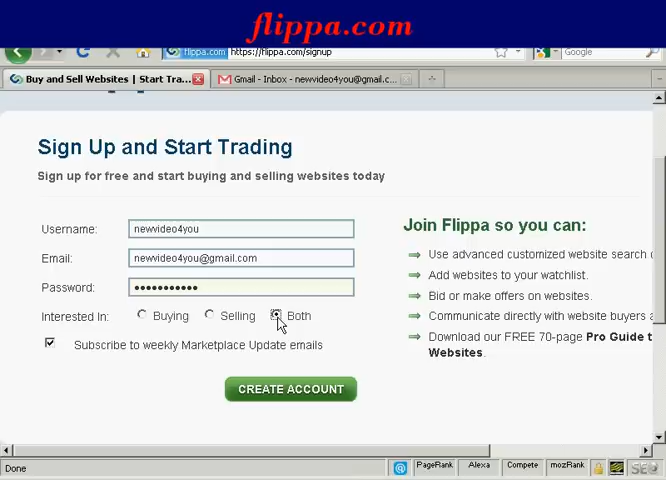 flippa.com
flippa.com https://flippa.com/signup
Google
Buy and Sell Websites | Start Tra...
Gmail - Inbox - newvideo4you@gmail.c...
Sign Up and Start Trading
Sign up for free and start buying and selling websites today
Username: newvideo4you
Email: newvideo4you@gmail.com
Password: •••••••••••
Interested In: Buying Selling Both
Subscribe to weekly Marketplace Update emails
CREATE ACCOUNT
Join Flippa so you can:
Use advanced customized website search
Add websites to your watchlist.
Bid or make offers on websites.
Communicate directly with website buyers
Download our FREE 70-page Pro Guide t
Websites.
Done
PageRank Alexa Compete mozRank